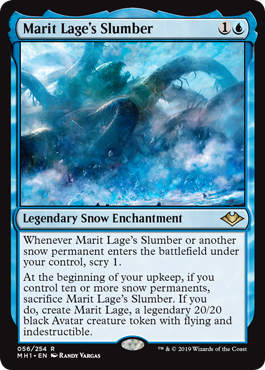 Marit Lage's Slumber 1
Legendary Snow Enchantment
Whenever Marit Lage's Slumber or another
snow permanent enters the battlefield under
your control, scry 1.
At the beginning of your upkeep, if you
control ten or more snow permanents,
sacrifice Marit Lage's Slumber. If you
do, create Marit Lage, a legendary 20/20
black Avatar creature token with flying and
indestructible.
056/254 R
MH1 • EN RANDY VARGAS
™ & © 2019 Wizards of the Coast